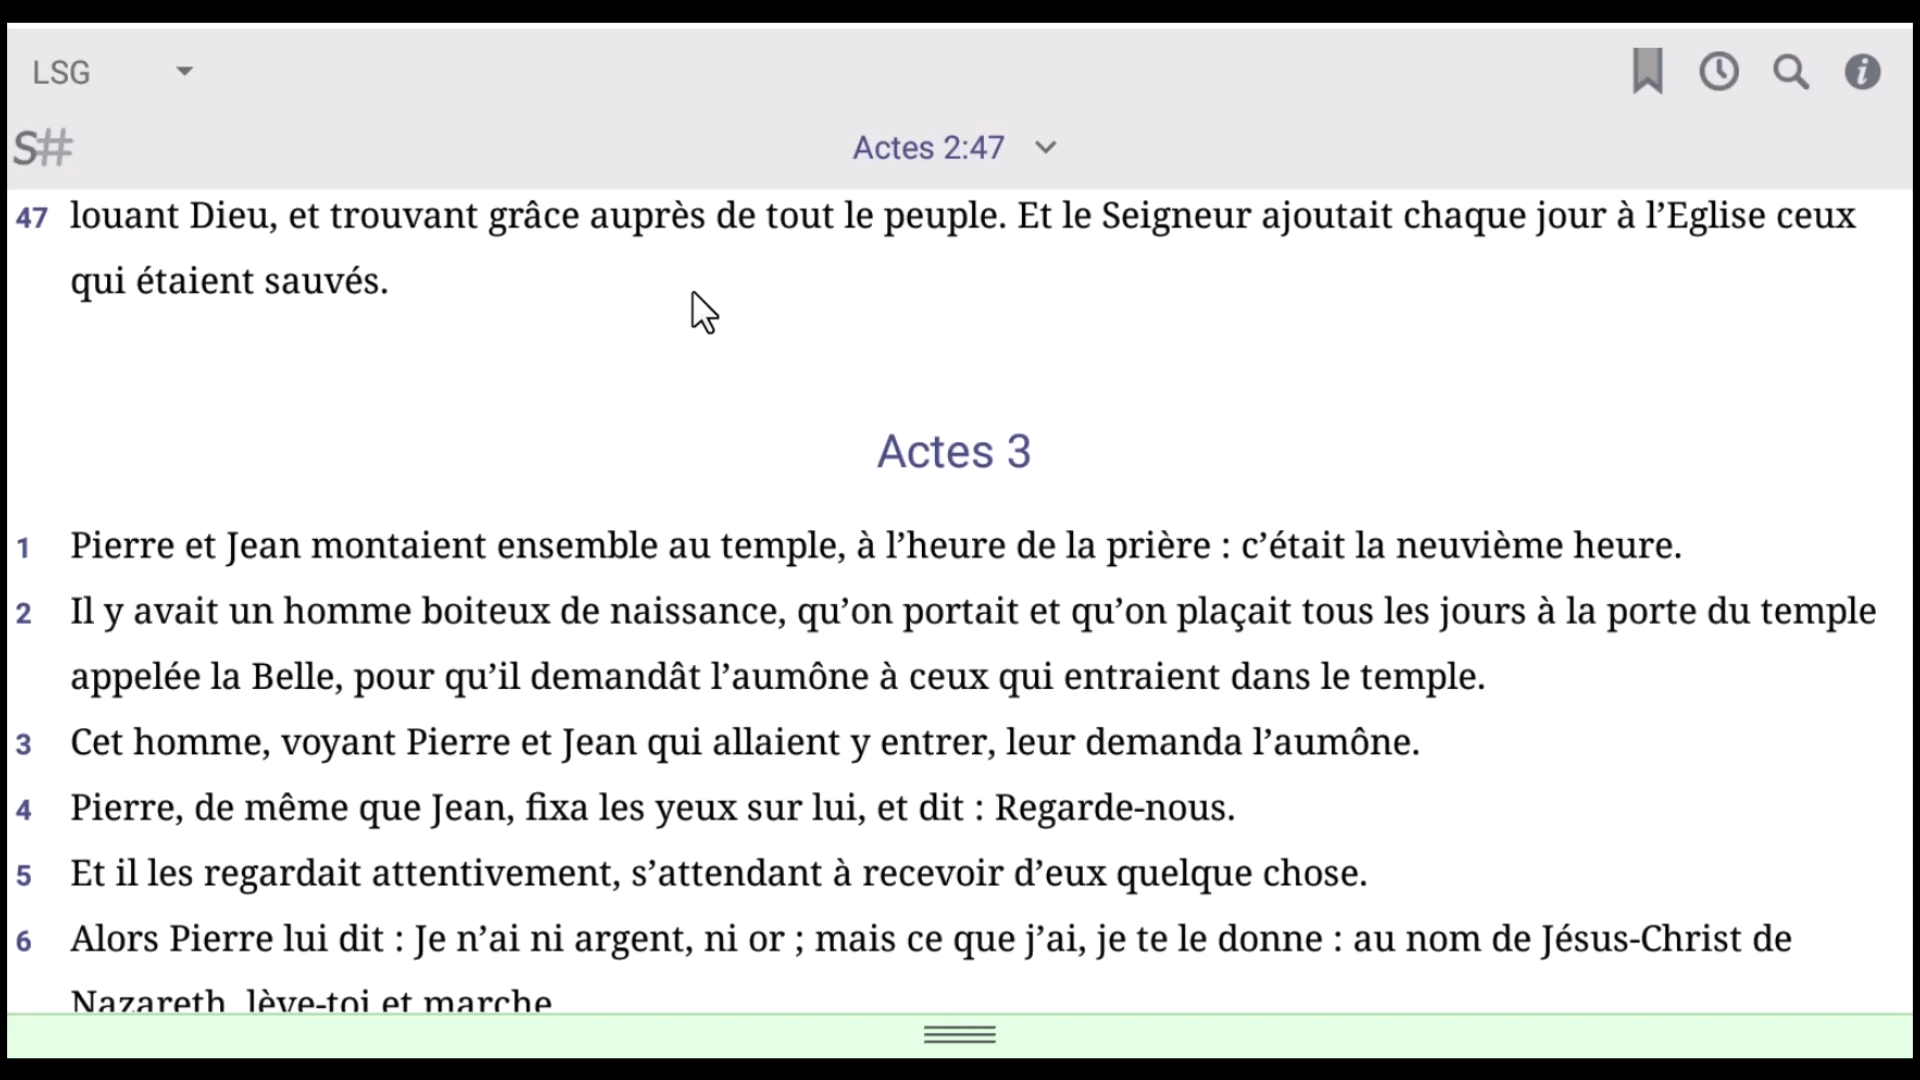 LSG
S#
Actes 2:47
47 louant Dieu, et trouvant grâce auprès de tout le peuple. Et le Seigneur ajoutait chaque jour à l’Eglise ceux
qui étaient sauvés.
Actes 3
1 Pierre et Jean montaient ensemble au temple, à l’heure de la prière : c’était la neuvième heure.
2 Il y avait un homme boiteux de naissance, qu’on portait et qu’on plaçait tous les jours à la porte du temple
appelée la Belle, pour qu’il demandât l’aumône à ceux qui entraient dans le temple.
3 Cet homme, voyant Pierre et Jean qui allaient y entrer, leur demanda l’aumône.
4 Pierre, de même que Jean, fixa les yeux sur lui, et dit : Regarde-nous.
5 Et il les regardait attentivement, s’attendant à recevoir d’eux quelque chose.
6 Alors Pierre lui dit : Je n’ai ni argent, ni or ; mais ce que j’ai, je te le donne : au nom de Jésus-Christ de
Nazareth, lève-toi et marche